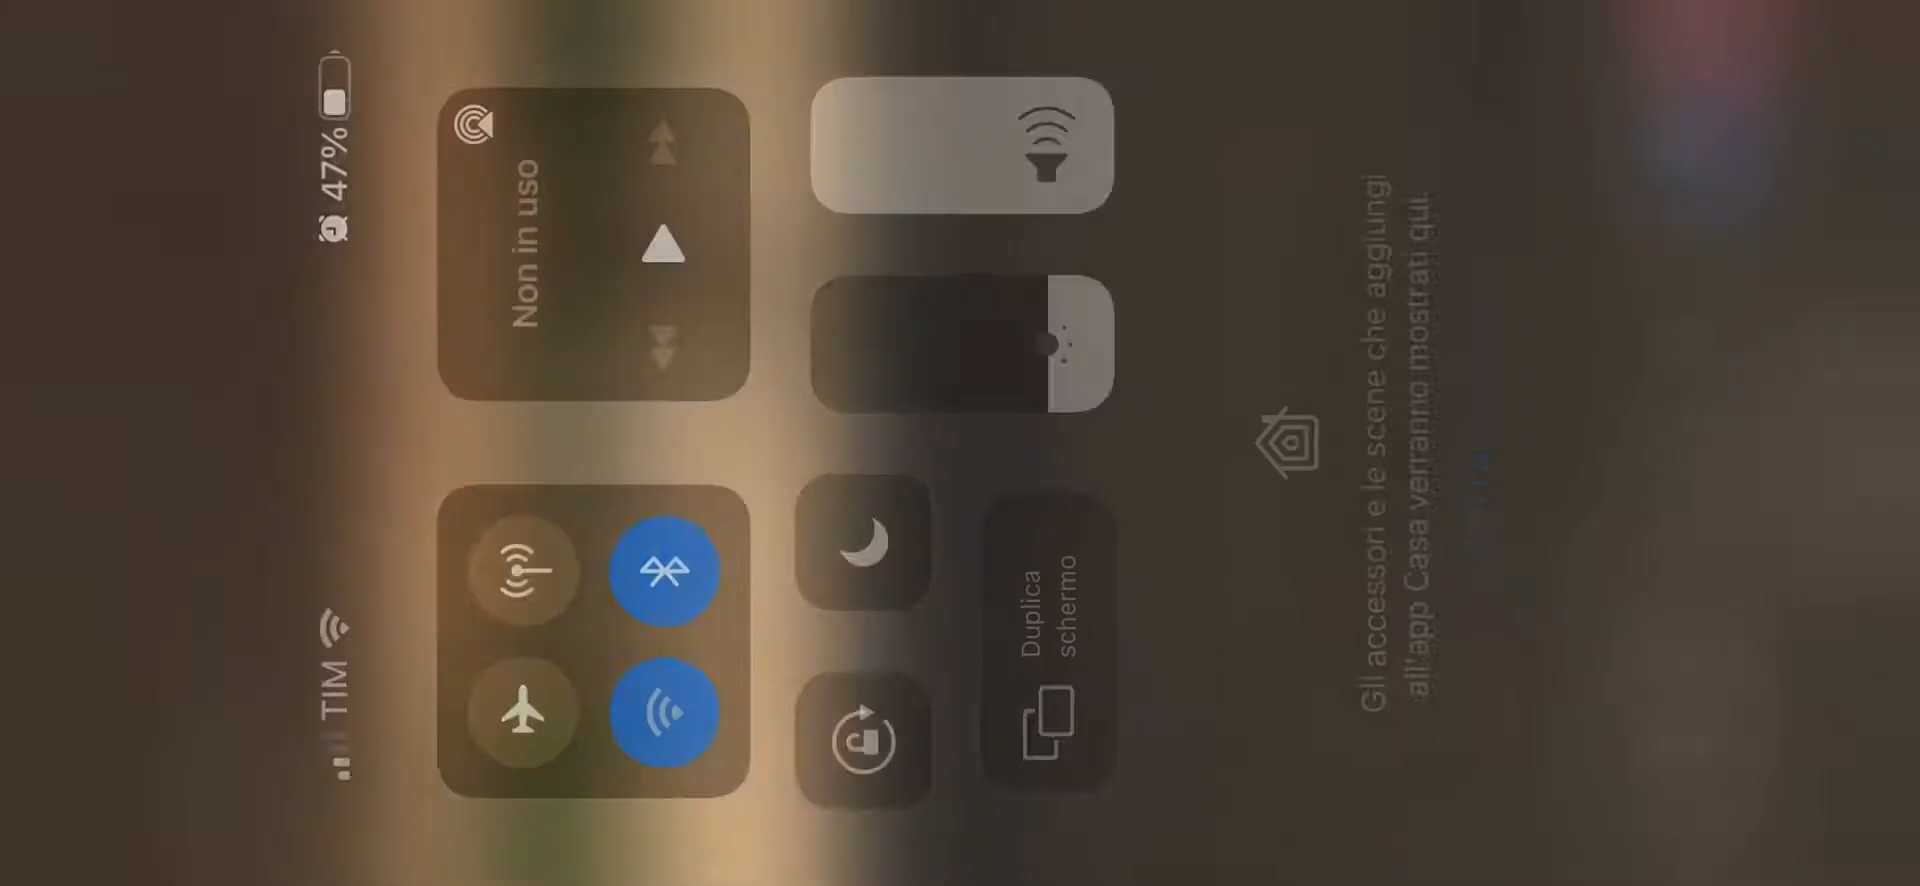 TIM
47%
Non in uso
Duplica
schermo
Gli accessori e le scene che aggiungi
all'app Casa verranno mostrati qui.